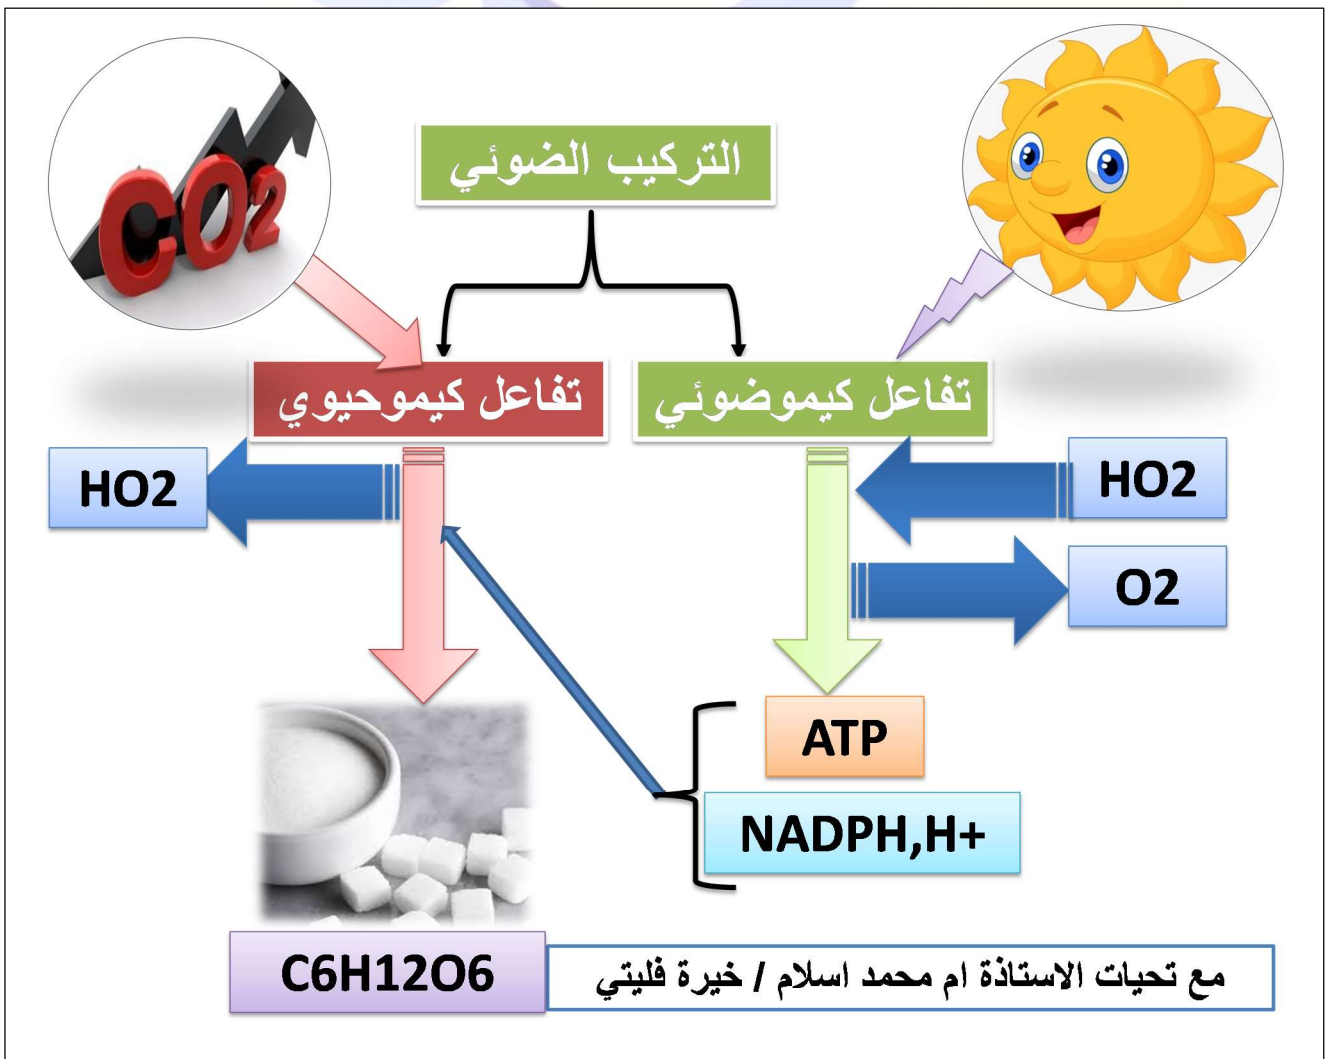 CO2
التركيب الضوئي
تفاعل كيموضوئي
تفاعل كيموحيوي
HO2
HO2
O2
ATP
NADPH,H+
C6H12O6
مع تحيات الاستاذة ام محمد اسلام / خيرة فليتي